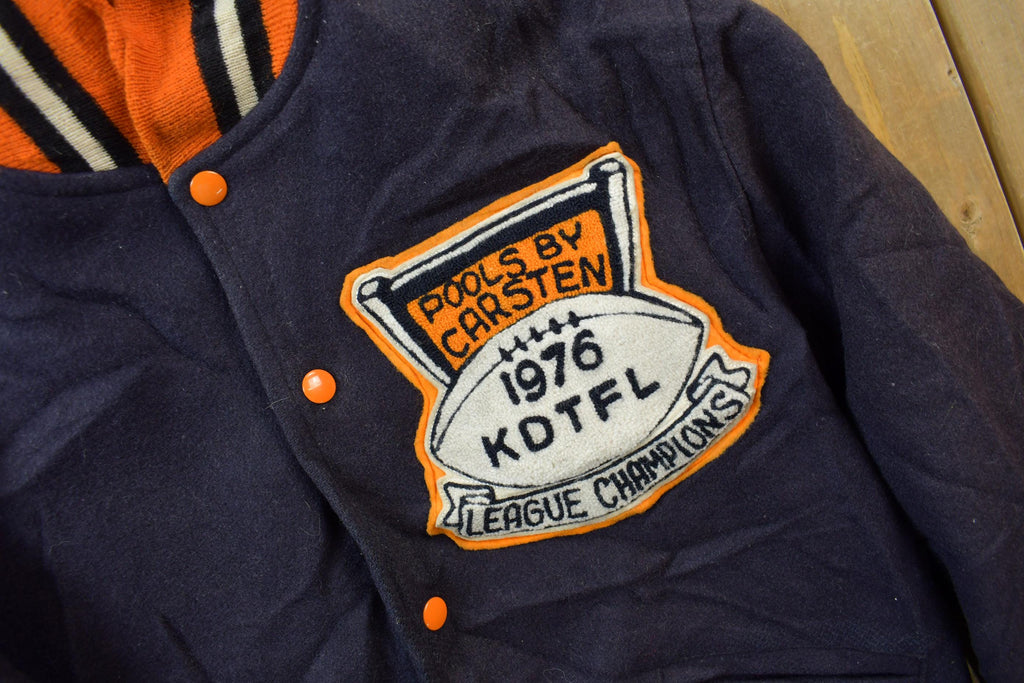 POOLS BY
CARSTEN
1976
KDTFL
LEAGUE CHAMPIONS